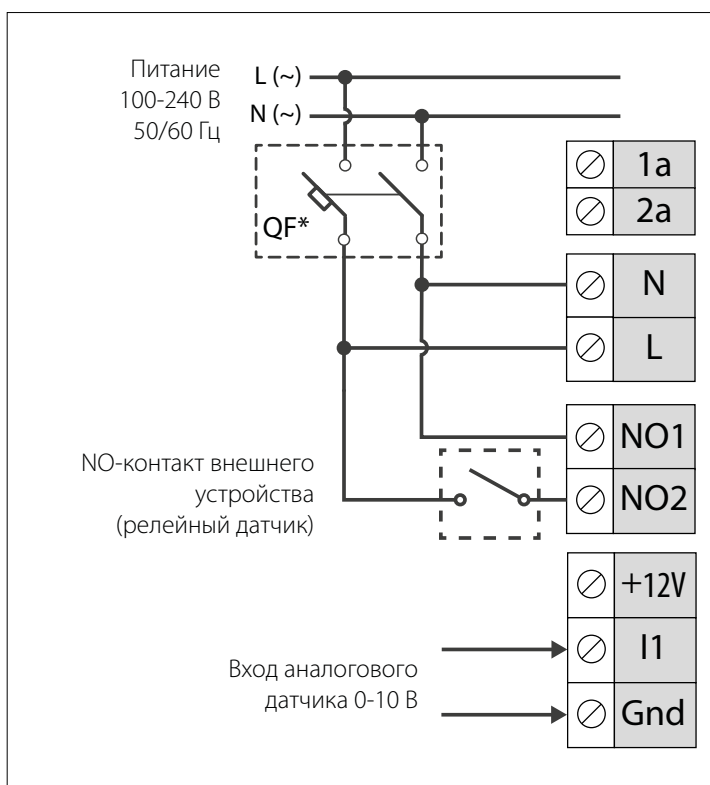 Питание
100-240 В
50/60 Гц
L (~)
N (~)
QF*
1a
2a
N
L
NO1
NO2
NO-контакт внешнего
устройства
(релейный датчик)
+12V
I1
Gnd
Вход аналогового
датчика 0-10 В